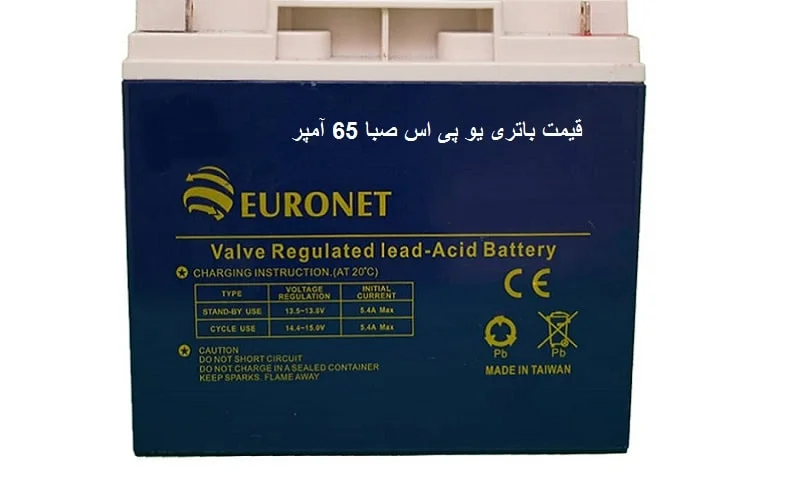 قیمت باتری یو پی اس صبا 65 آمپر
EURONET
Valve Regulated lead-Acid Battery
CHARGING INSTRUCTION.(AT 20°C)
TYPE VOLTAGE REGULATION INITIAL CURRENT
STAND-BY USE 13.5~13.8V 5.4A Max
CYCLE USE 14.4~15.0V 5.4A Max
CE
CAUTION
DO NOT SHORT CIRCUIT
DO NOT CHARGE IN A SEALED CONTAINER
KEEP SPARKS. FLAME AWAY
Pb Pb
MADE IN TAIWAN